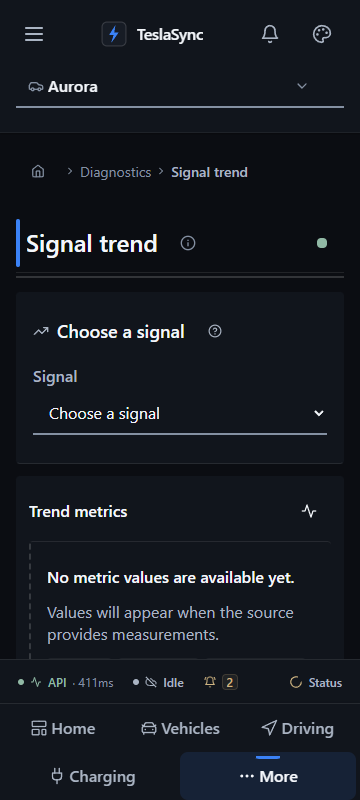 TeslaSync
Aurora
Diagnostics Signal trend
Signal trend
Choose a signal
Signal
Choose a signal
Trend metrics
No metric values are available yet.
Values will appear when the source
provides measurements.
API · 411ms Idle 2 Status
Home Vehicles Driving
Charging More